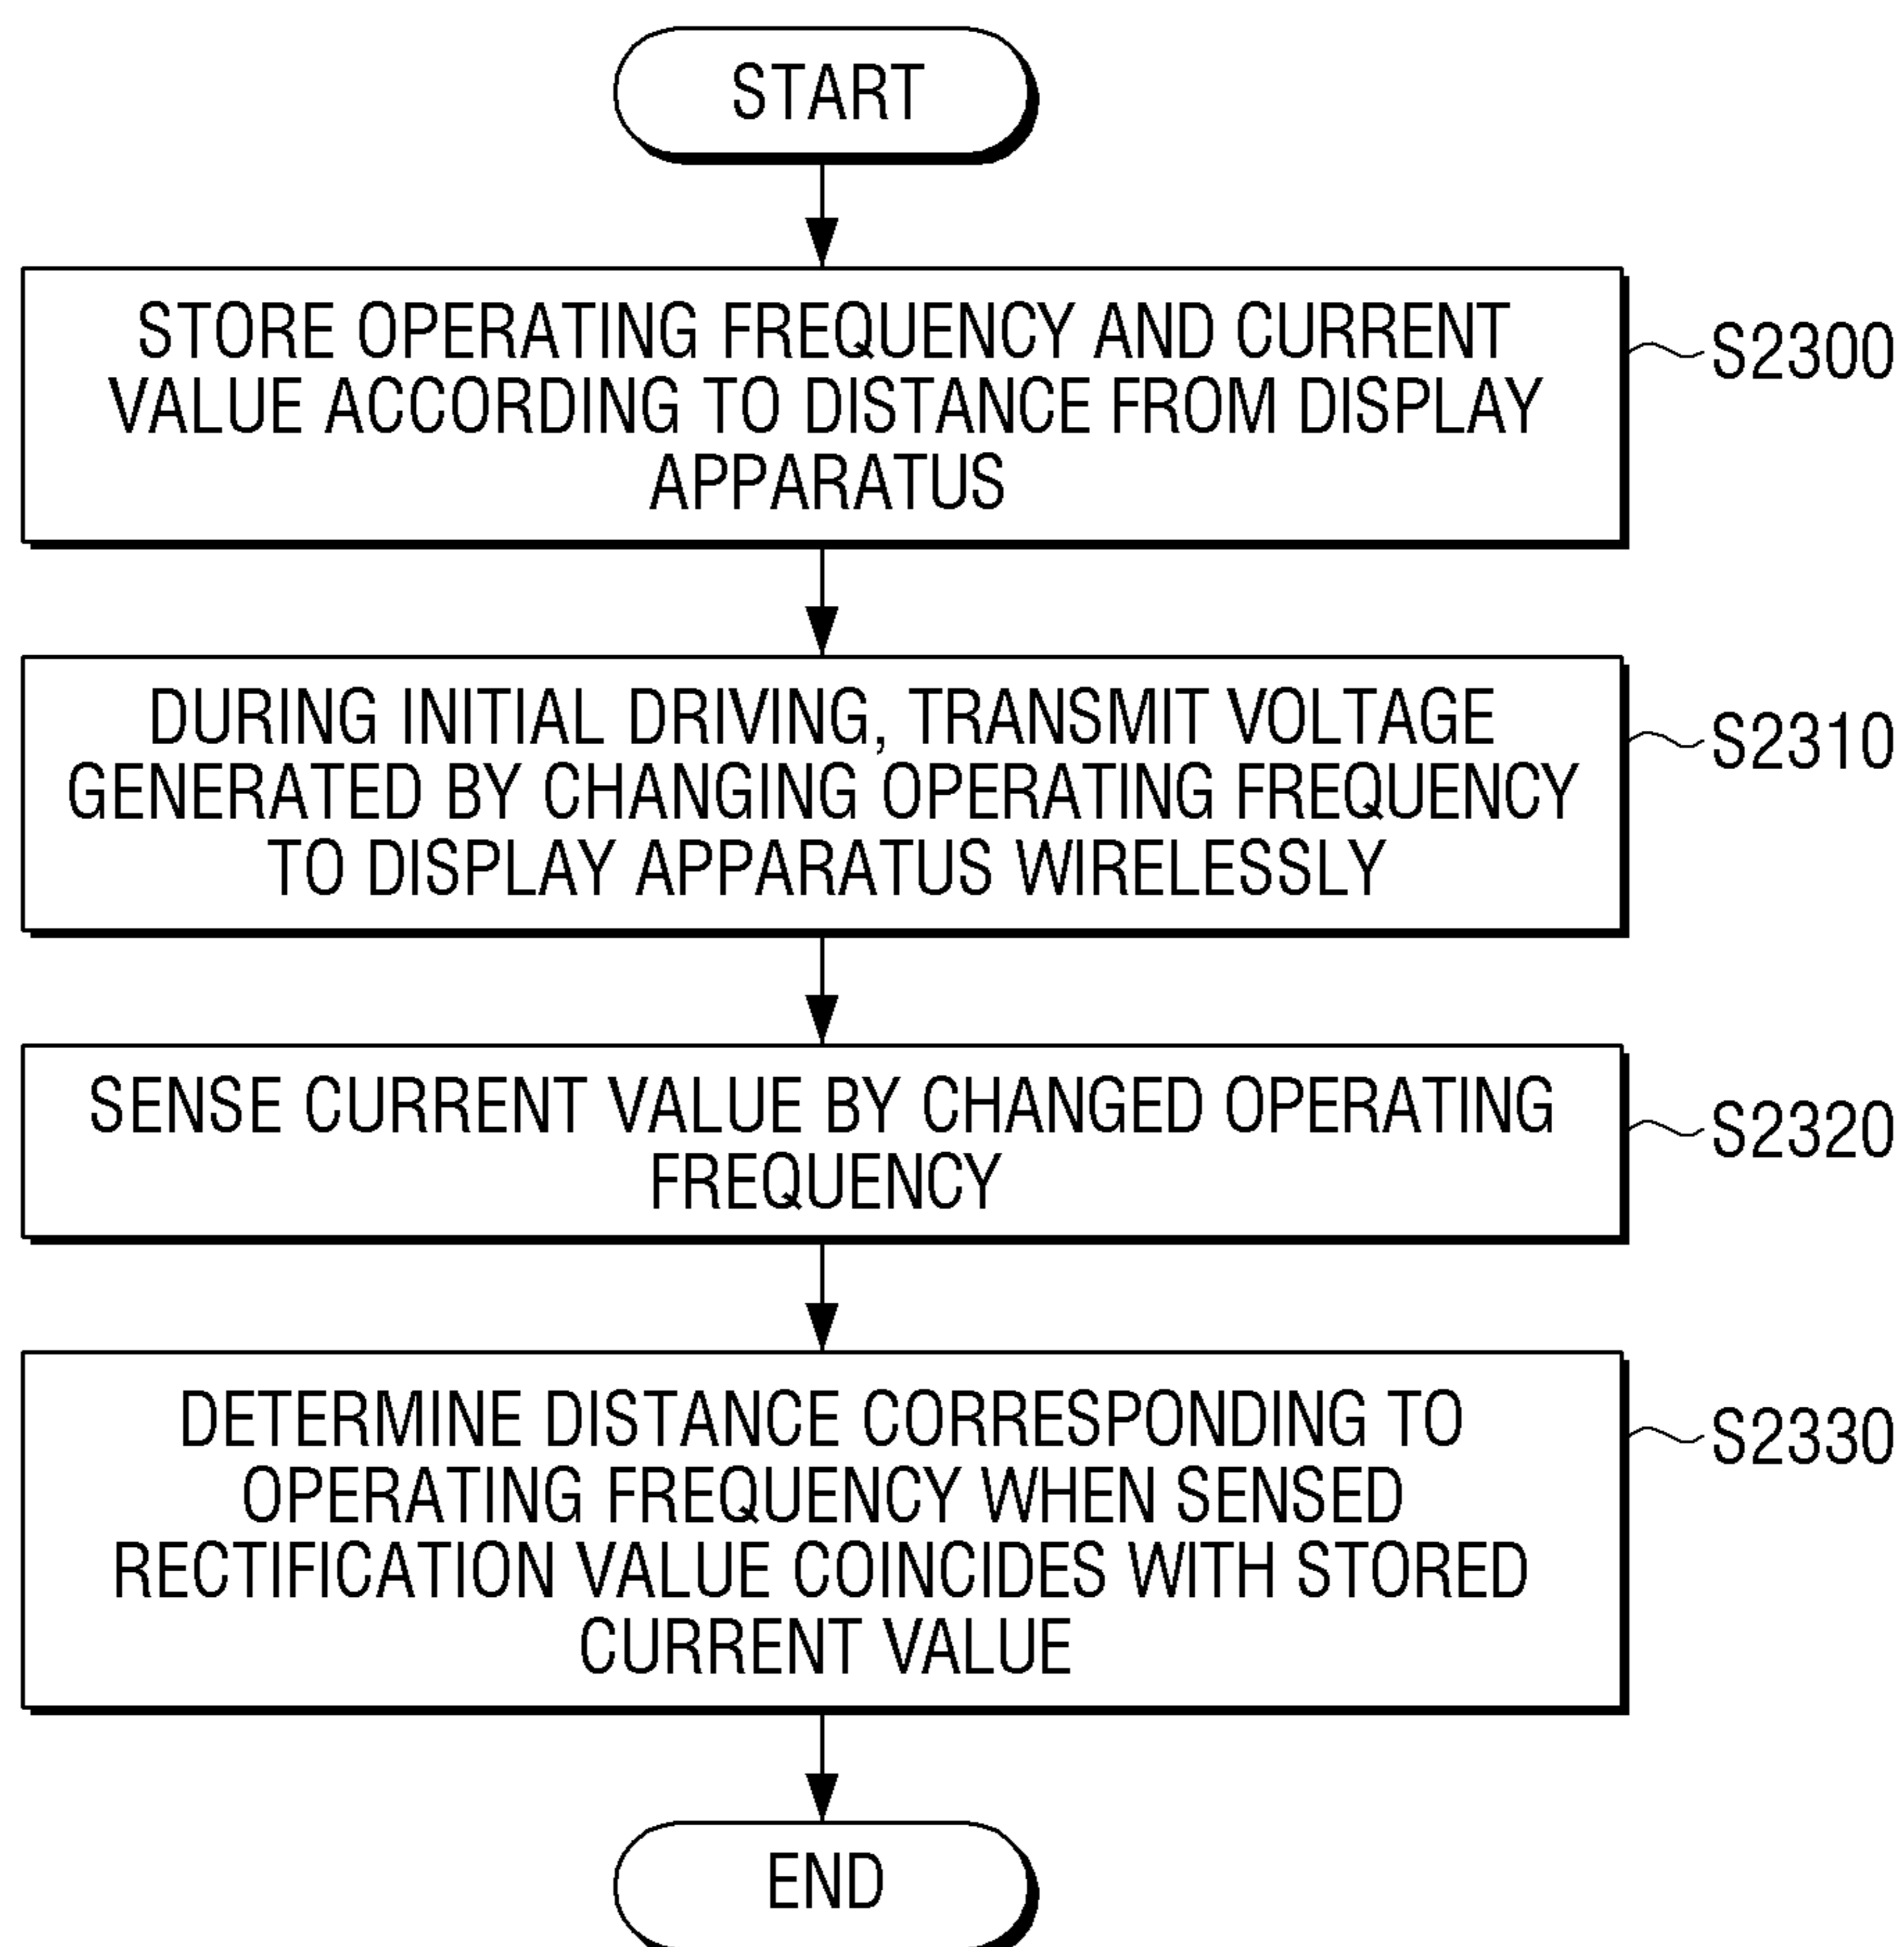 START
STORE OPERATING FREQUENCY AND CURRENT
VALUE ACCORDING TO DISTANCE FROM DISPLAY
APPARATUS
S2300
DURING INITIAL DRIVING, TRANSMIT VOLTAGE
GENERATED BY CHANGING OPERATING FREQUENCY
TO DISPLAY APPARATUS WIRELESSLY
S2310
SENSE CURRENT VALUE BY CHANGED OPERATING
FREQUENCY
S2320
DETERMINE DISTANCE CORRESPONDING TO
OPERATING FREQUENCY WHEN SENSED
RECTIFICATION VALUE COINCIDES WITH STORED
CURRENT VALUE
S2330
END